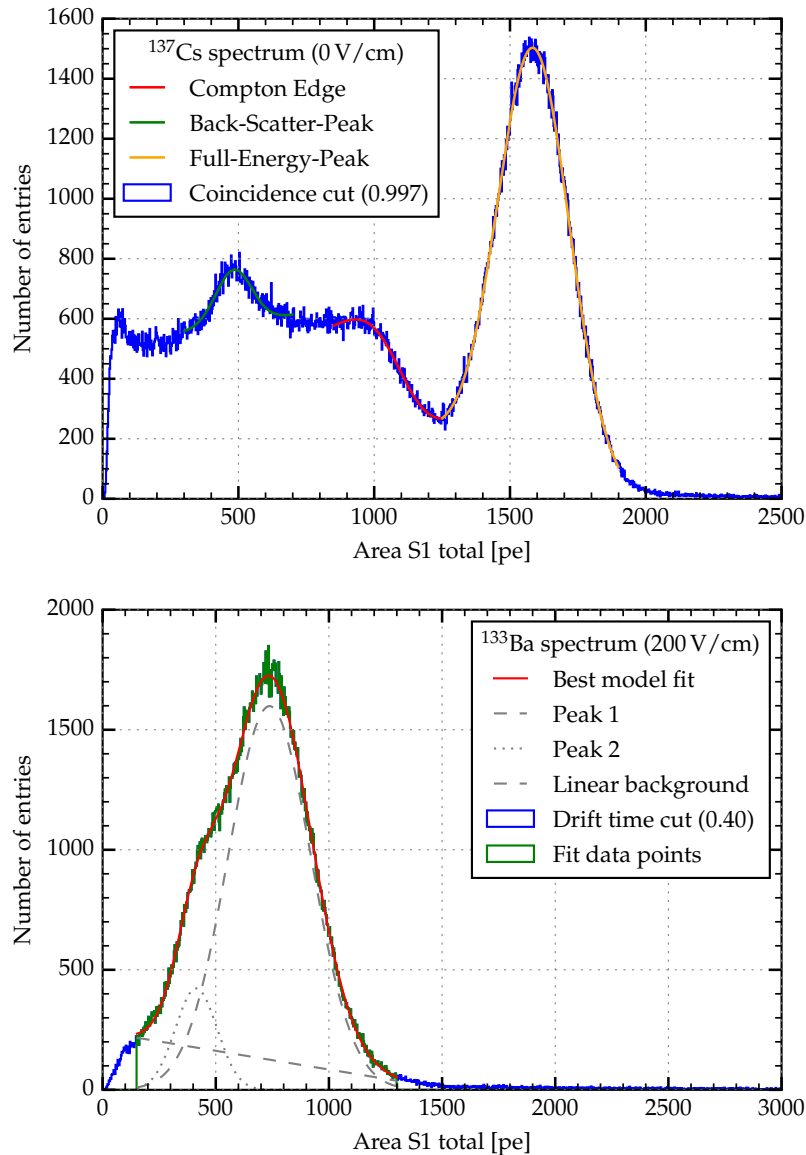 1600
1400
1200
1000
800
600
400
200
0
Number of entries
¹³⁷Cs spectrum (0 V/cm)
Compton Edge
Back-Scatter-Peak
Full-Energy-Peak
Coincidence cut (0.997)
0 500 1000 1500 2000 2500
Area S1 total [pe]
2000
1500
1000
500
0
Number of entries
¹³³Ba spectrum (200 V/cm)
Best model fit
Peak 1
Peak 2
Linear background
Drift time cut (0.40)
Fit data points
0 500 1000 1500 2000 2500 3000
Area S1 total [pe]